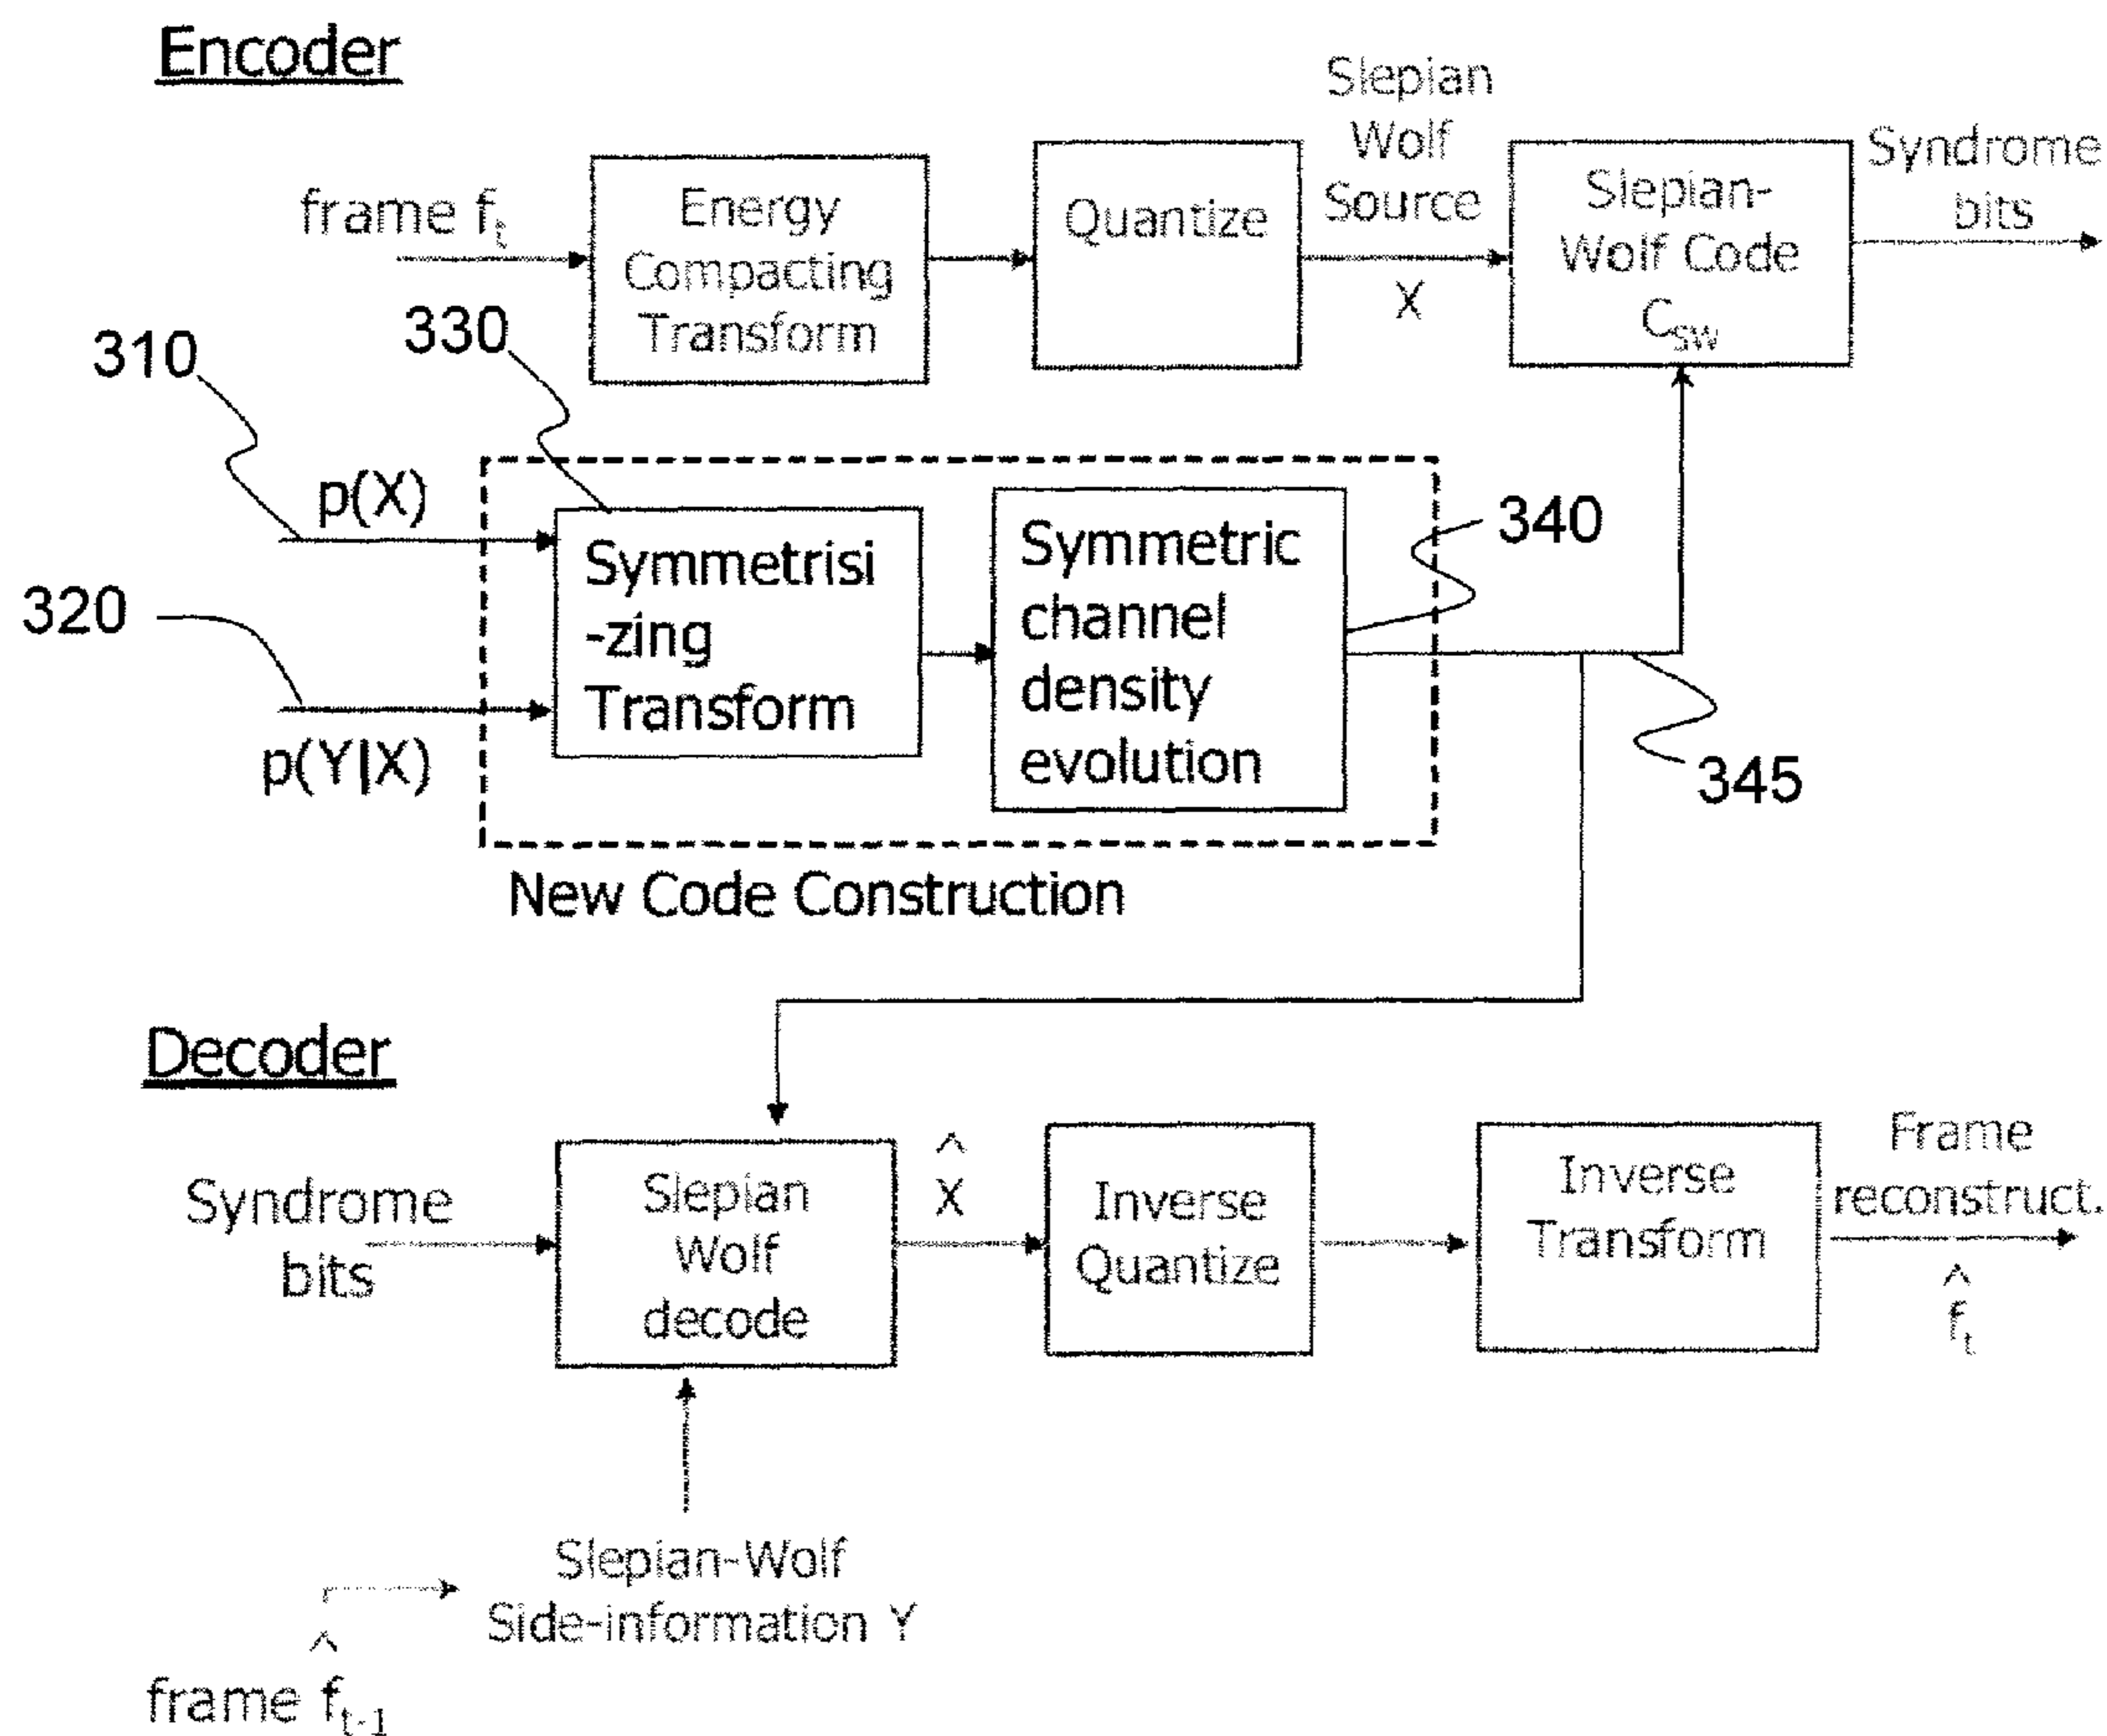 Encoder
frame f_t
Energy
Compacting
Transform
Quantize
Slepian
Wolf
Source
X
Slepian-
Wolf Code
C_SW
Syndrome
bits
310
330
p(X)
320
p(Y|X)
Symmetrisi
-zing
Transform
Symmetric
channel
density
evolution
340
345
New Code Construction
Decoder
Syndrome
bits
Slepian
Wolf
decode
^
X
Inverse
Quantize
Inverse
Transform
Frame
reconstruct.
^
f_t
Slepian-Wolf
Side-information Y
^
frame f_t-1